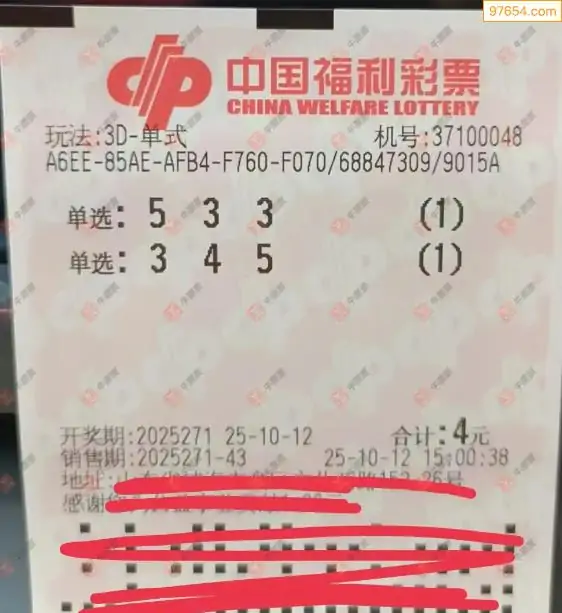 97654.com
中国福利彩票
CHINA WELFARE LOTTERY
玩法:3D-单式 机号:37100048
A6EE-85AE-AFB4-F760-F070/68847309/9015A
单选: 5 3 3 (1)
单选: 3 4 5 (1)
开奖期:2025271 25-10-12 合计:4元
销售期:2025271-43 25-10-12 15:00:38
地址:
感谢